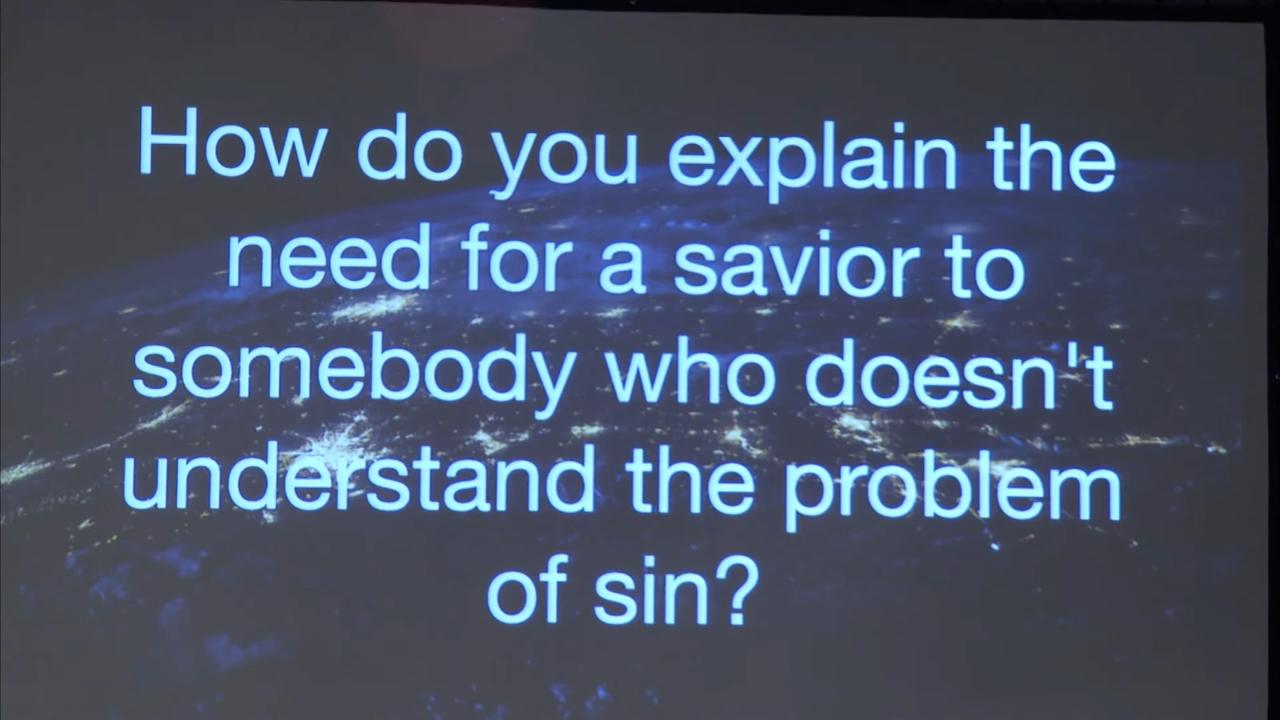 How do you explain the
need for a savior to
somebody who doesn't
understand the problem
of sin?